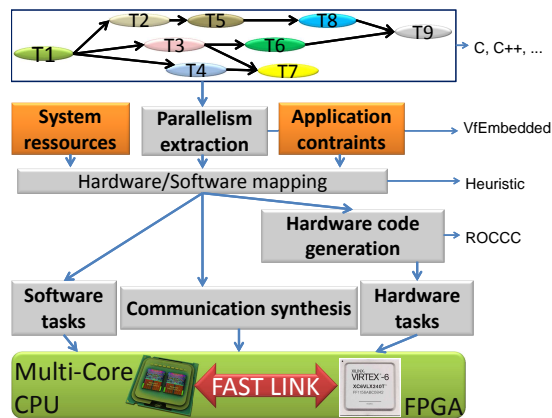 T2
T5
T8
T1
T3
T6
T9
T4
T7
C, C++, ...
System
ressources
Parallelism
extraction
Application
contraints
VfEmbedded
Hardware/Software mapping
Heuristic
Hardware code
generation
ROCCC
Software
tasks
Communication synthesis
Hardware
tasks
Multi-Core
CPU
FAST LINK
VIRTEX-6
FPGA